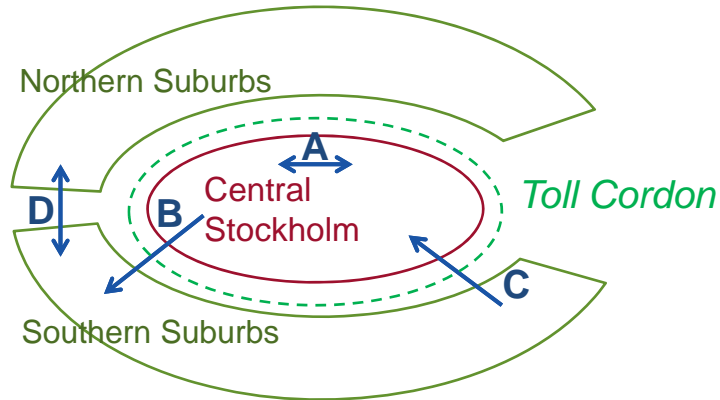 Northern Suburbs
A
Central
Stockholm
Toll Cordon
D
B
C
Southern Suburbs